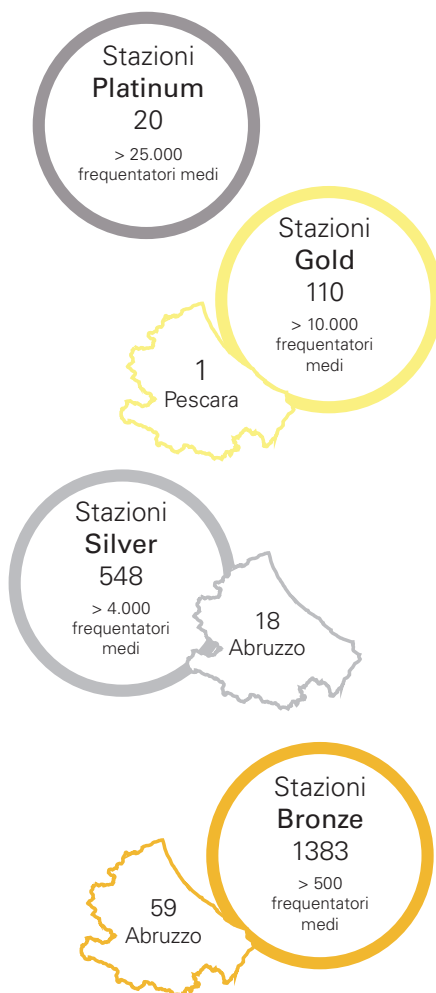 Stazioni
Platinum
20
> 25.000
frequentatori medi
Stazioni
Gold
110
> 10.000
frequentatori
medi
1
Pescara
Stazioni
Silver
548
> 4.000
frequentatori
medi
18
Abruzzo
Stazioni
Bronze
1383
> 500
frequentatori
medi
59
Abruzzo